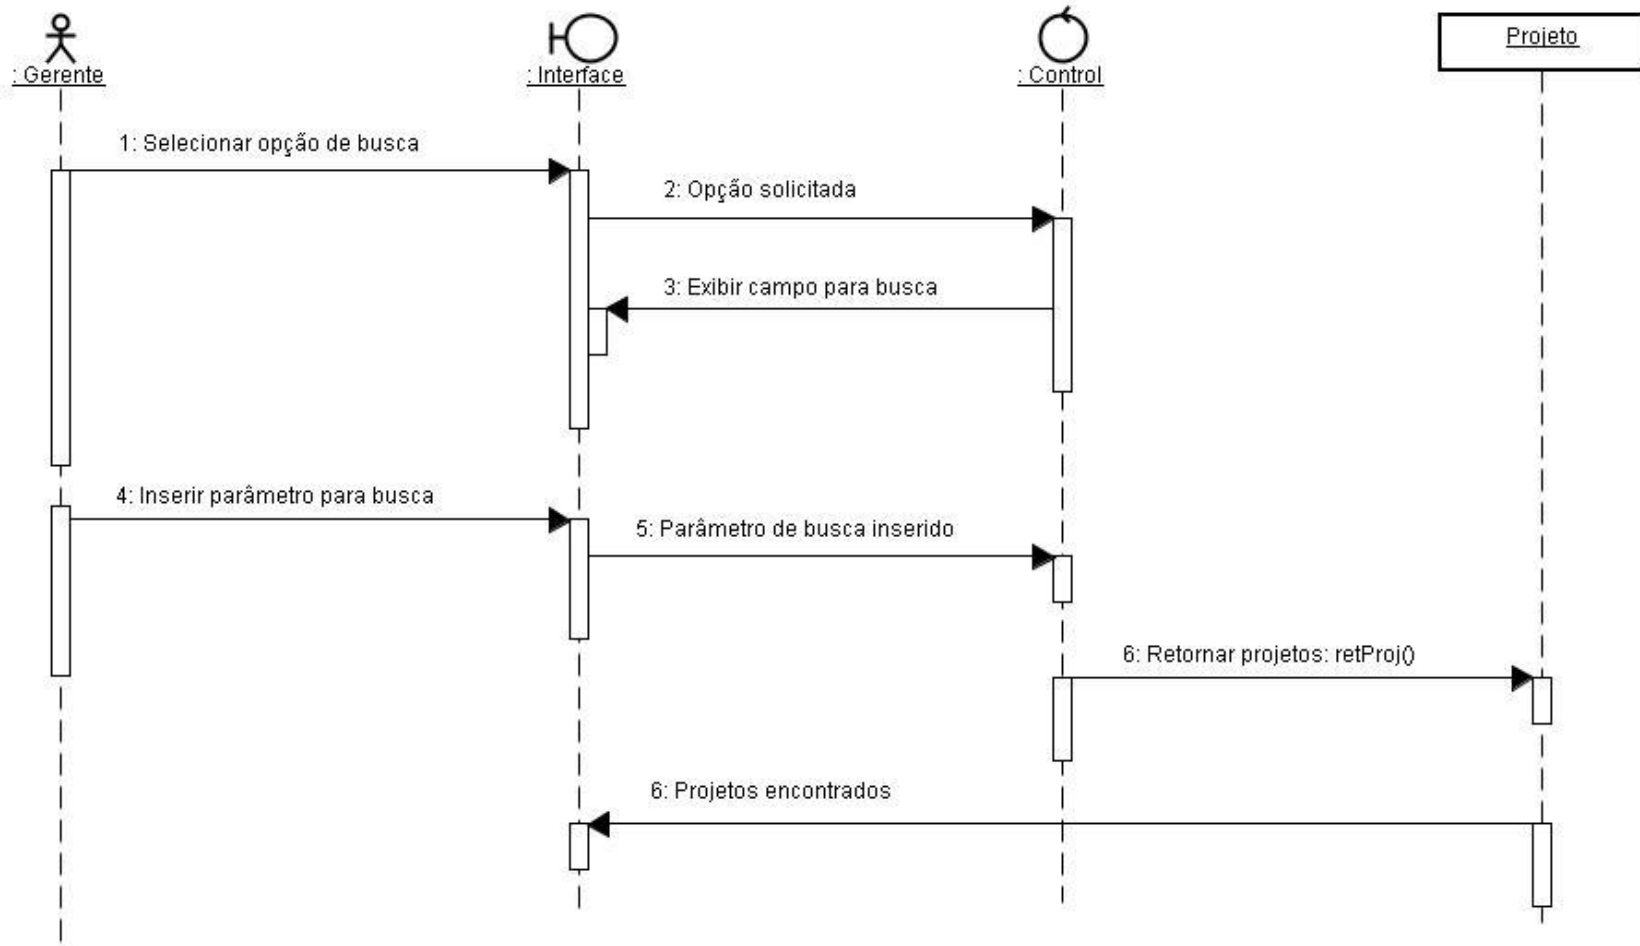 : Gerente
: Interface
: Control
Projeto
1: Selecionar opção de busca
2: Opção solicitada
3: Exibir campo para busca
4: Inserir parâmetro para busca
5: Parâmetro de busca inserido
6: Retornar projetos: retProj()
6: Projetos encontrados